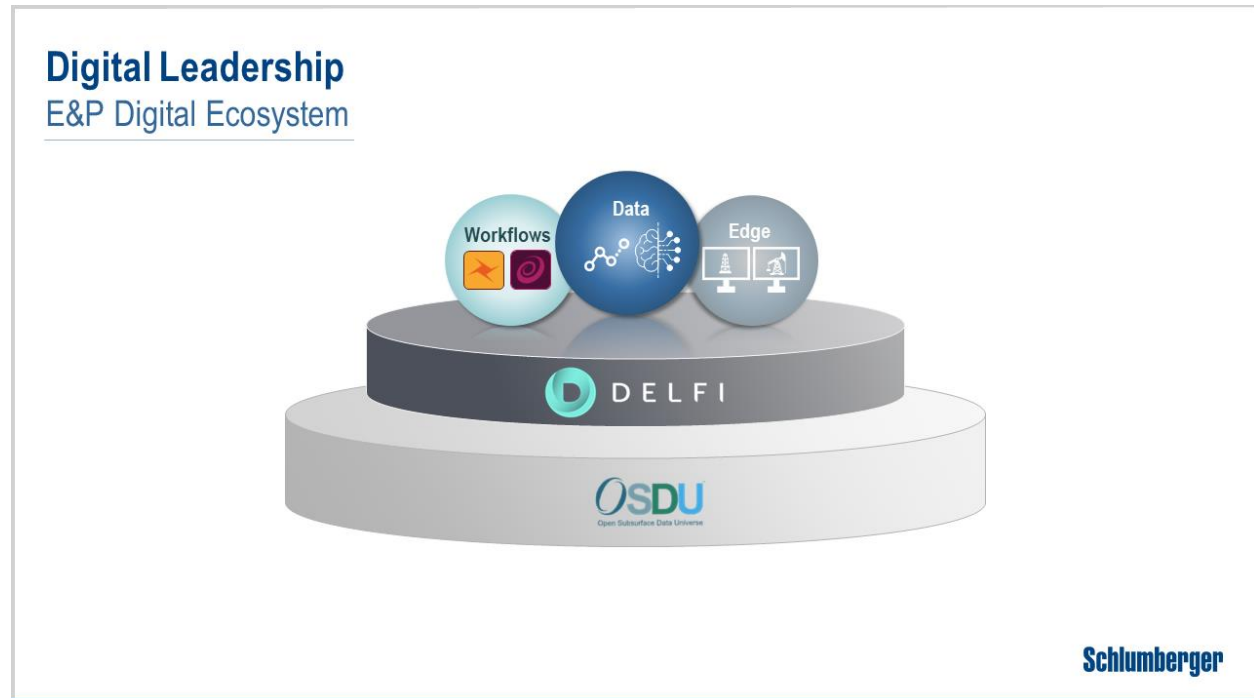 Digital Leadership
E&P Digital Ecosystem
Workflows
Data
Edge
DELFI
OSDU
Open Subsurface Data Universe
Schlumberger